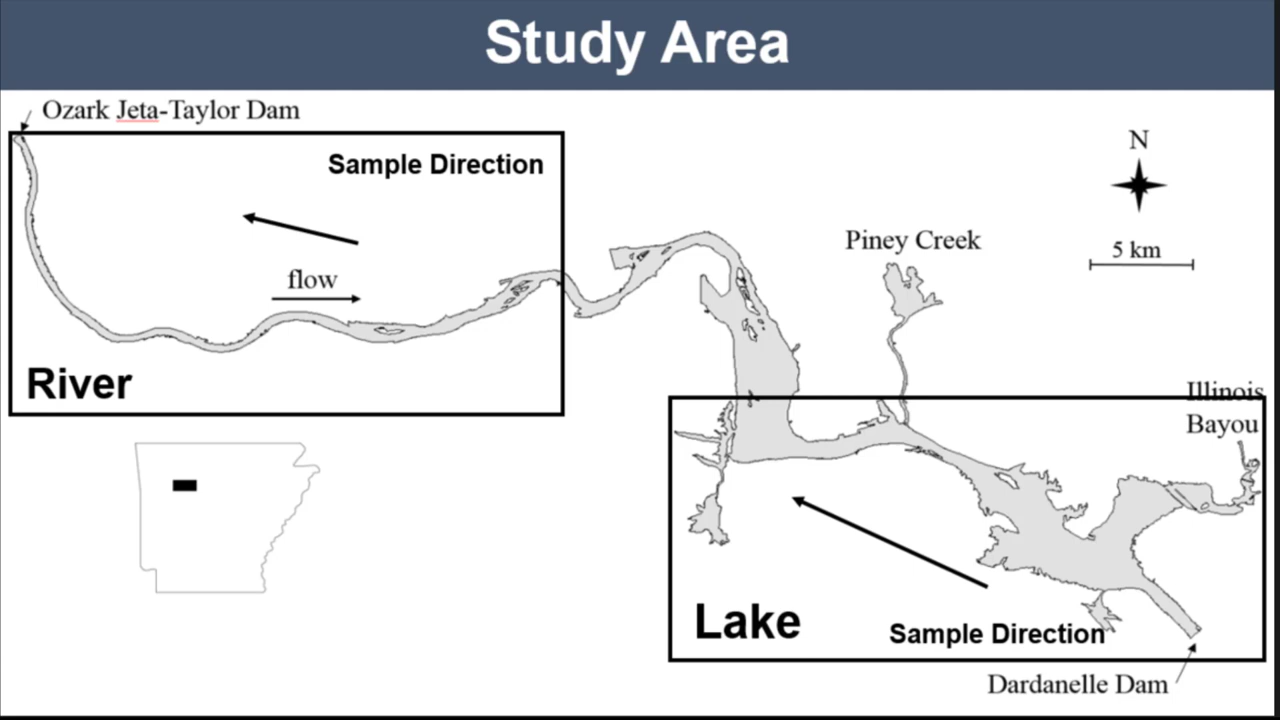 Study Area
Ozark Jeta-Taylor Dam
Sample Direction
N
5 km
Piney Creek
flow
River
Illinois
Bayou
Lake
Sample Direction
Dardanelle Dam